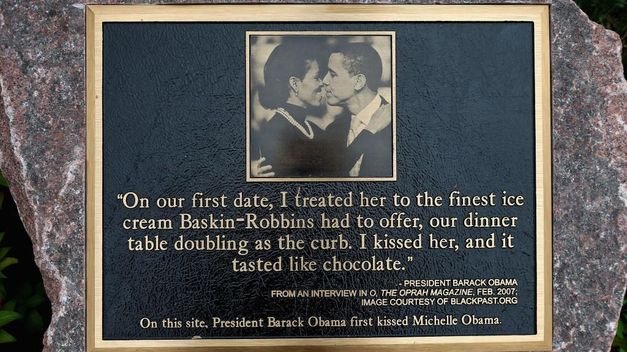 “On our first date, I treated her to the finest ice
cream Baskin-Robbins had to offer, our dinner
table doubling as the curb. I kissed her, and it
tasted like chocolate.”
- PRESIDENT BARACK OBAMA
FROM AN INTERVIEW IN O, THE OPRAH MAGAZINE, FEB. 2007;
IMAGE COURTESY OF BLACKPAST.ORG
On this site, President Barack Obama first kissed Michelle Obama.